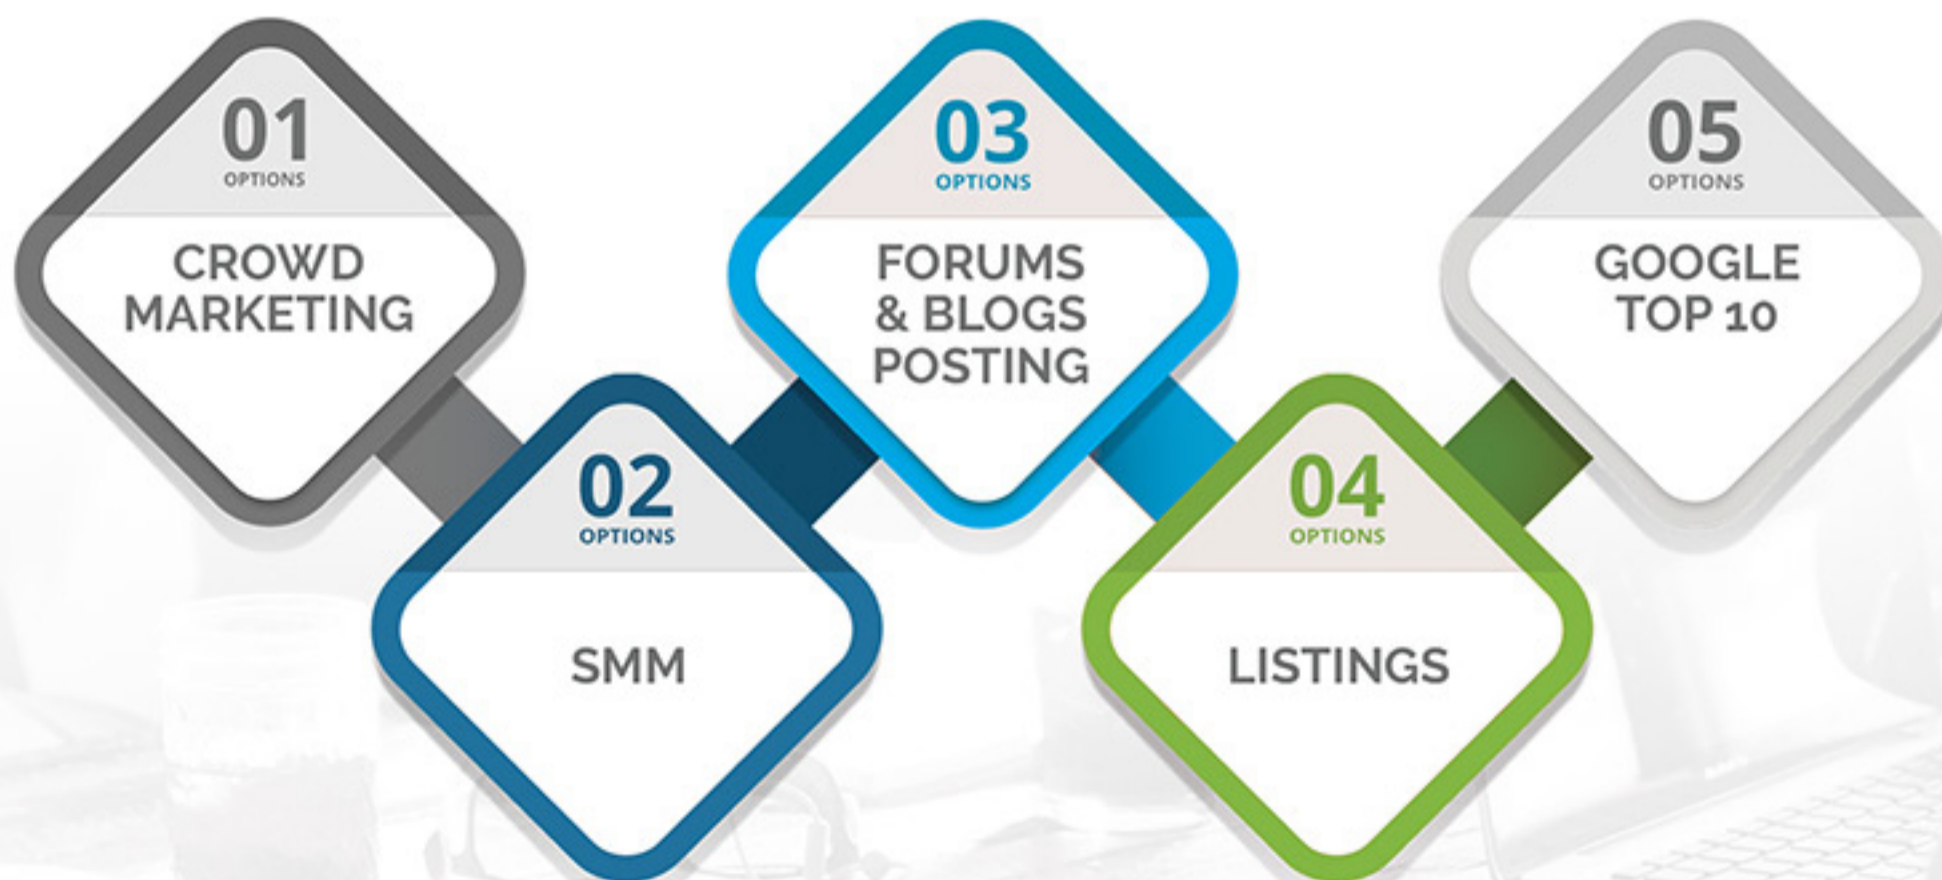 01
OPTIONS
CROWD
MARKETING
02
OPTIONS
SMM
03
OPTIONS
FORUMS
& BLOGS
POSTING
04
OPTIONS
LISTINGS
05
OPTIONS
GOOGLE
TOP 10